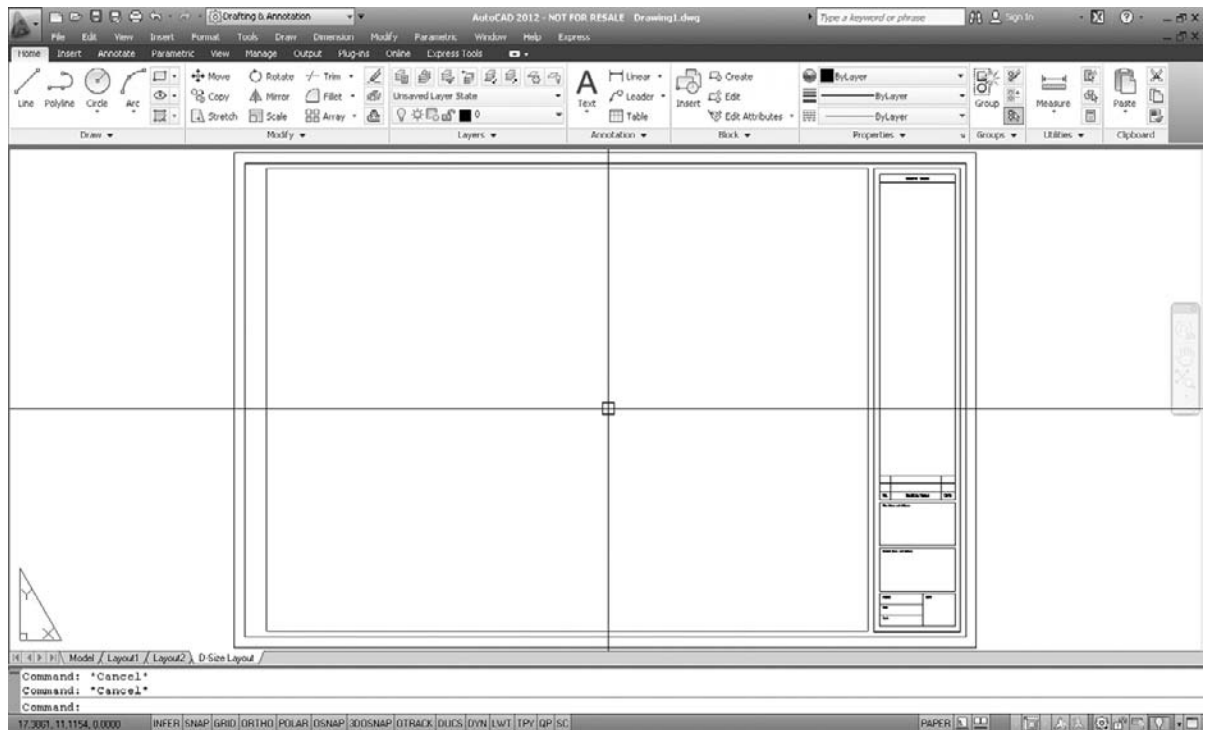 Drafting & Annotation
AutoCAD 2012 - NOT FOR RESALE Drawing1.dwg
Type a keyword or phrase
Sign In
File Edit View Insert Format Tools Draw Dimension Modify Parametric Window Help Express
Home Insert Annotate Parametric View Manage Output Plug-ins Online Express Tools
Line Polyline Circle Arc
Move Rotate Trim
Copy Mirror Fillet
Stretch Scale Array
Unsaved Layer State
0
Text
Linear
Leader
Table
Insert
Create
Edit
Edit Attributes
ByLayer
ByLayer
ByLayer
Group
Measure
Paste
Draw Modify Layers Annotation Block Properties Groups Utilities Clipboard
Y
X
Model Layout1 Layout2 D-Size Layout
Command: *Cancel*
Command: *Cancel*
Command:
17.3861, 11.1154, 0.0000 INFER SNAP GRID ORTHO POLAR OSNAP 3DOSNAP OTRACK DUCS DYN LWT TPY QP SC PAPER